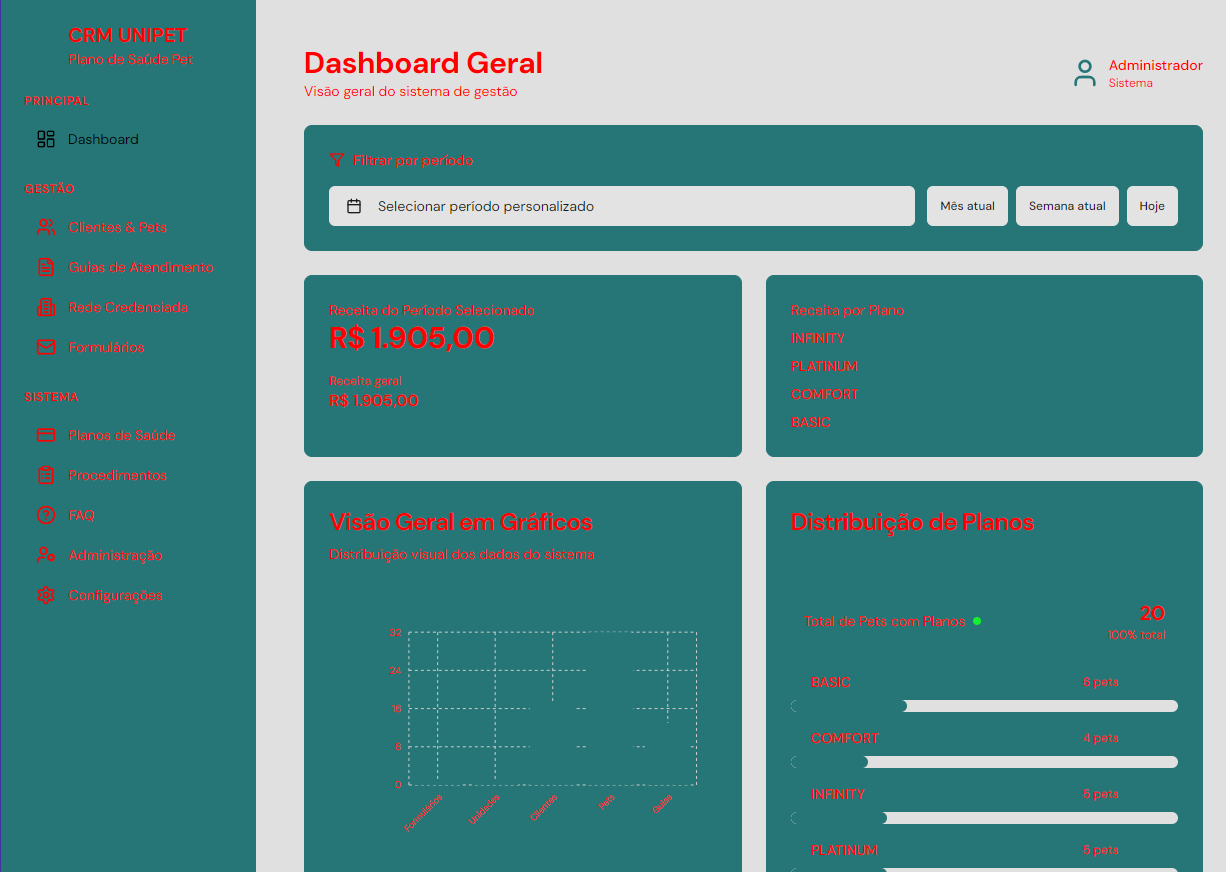 CRM UNIPET
Plano de Saúde Pet
PRINCIPAL
Dashboard
GESTÃO
Clientes & Pets
Guias de Atendimento
Rede Credenciada
Formulários
SISTEMA
Planos de Saúde
Procedimentos
FAQ
Administração
Configurações
Dashboard Geral
Visão geral do sistema de gestão
Administrador
Sistema
Filtrar por período
Selecionar período personalizado
Mês atual
Semana atual
Hoje
Receita do Período Selecionado
R$ 1.905,00
Receita geral
R$ 1.905,00
Receita por Plano
INFINITY
PLATINUM
COMFORT
BASIC
Visão Geral em Gráficos
Distribuição visual dos dados do sistema
32
24
16
8
0
Formulários
Unidades
Clientes
Pets
Guias
Distribuição de Planos
Total de Pets com Planos
20
100% total
BASIC
6 pets
COMFORT
4 pets
INFINITY
5 pets
PLATINUM
5 pets